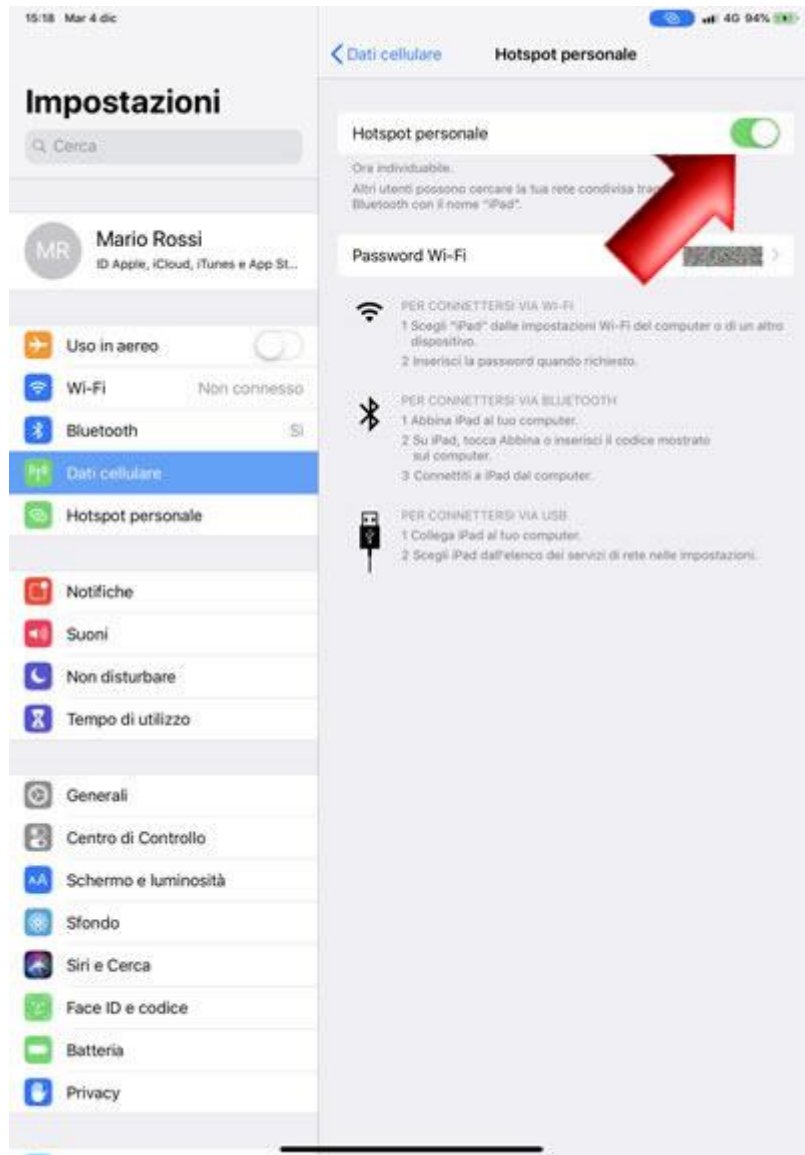 15:18 Mar 4 dic
4G 94%
Dati cellulare
Hotspot personale
Impostazioni
Cerca
Mario Rossi
ID Apple, iCloud, iTunes e App St...
MR
Uso in aereo
Wi-Fi Non connesso
Bluetooth Sì
Dati cellulare
Hotspot personale
Notifiche
Suoni
Non disturbare
Tempo di utilizzo
Generali
Centro di Controllo
AA
Schermo e luminosità
Sfondo
Siri e Cerca
Face ID e codice
Batteria
Privacy
Hotspot personale
Ora individuabile.
Altri utenti possono cercare la tua rete condivisa
Bluetooth con il nome "iPad".
Password Wi-Fi
PER CONNETTERSI VIA WI-FI
1 Scegli "iPad" dalle impostazioni Wi-Fi del computer o di un altro
dispositivo.
2 Inserisci la password quando richiesto.
PER CONNETTERSI VIA BLUETOOTH
1 Abbina iPad al tuo computer.
2 Su iPad, tocca Abbina o inserisci il codice mostrato
sul computer.
3 Connettiti a iPad dal computer.
PER CONNETTERSI VIA USB
1 Collega iPad al tuo computer.
2 Scegli iPad dall'elenco dei servizi di rete nelle impostazioni.